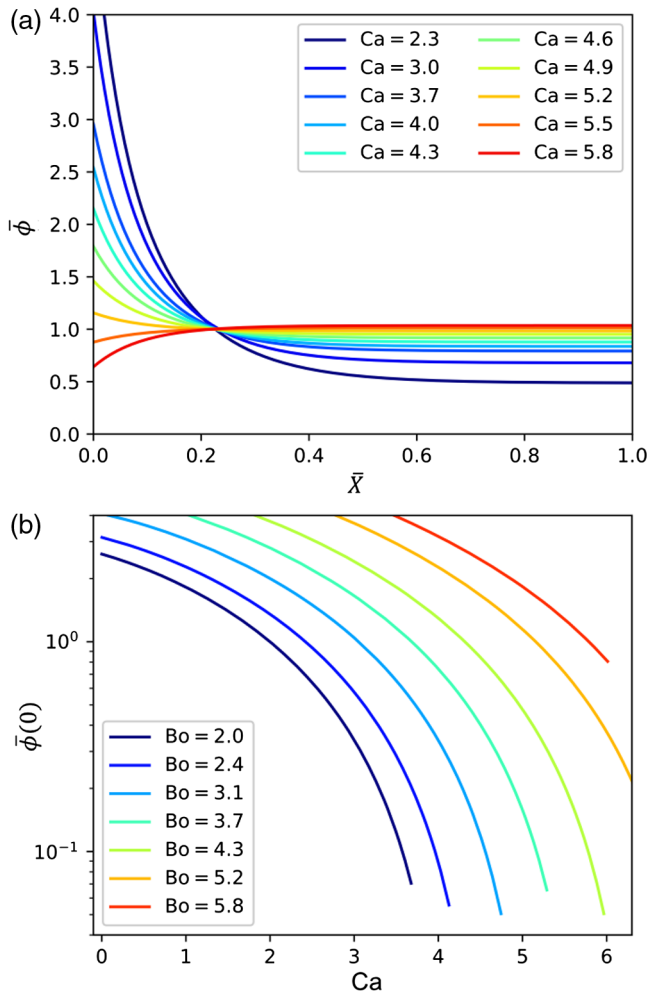 (a)
4.0
3.5
3.0
2.5
2.0
1.5
1.0
0.5
0.0
ϕ̄
Ca = 2.3
Ca = 3.0
Ca = 3.7
Ca = 4.0
Ca = 4.3
Ca = 4.6
Ca = 4.9
Ca = 5.2
Ca = 5.5
Ca = 5.8
0.0 0.2 0.4 0.6 0.8 1.0
X̄
(b)
10⁰
10⁻¹
ϕ̄(0)
Bo = 2.0
Bo = 2.4
Bo = 3.1
Bo = 3.7
Bo = 4.3
Bo = 5.2
Bo = 5.8
0 1 2 3 4 5 6
Ca